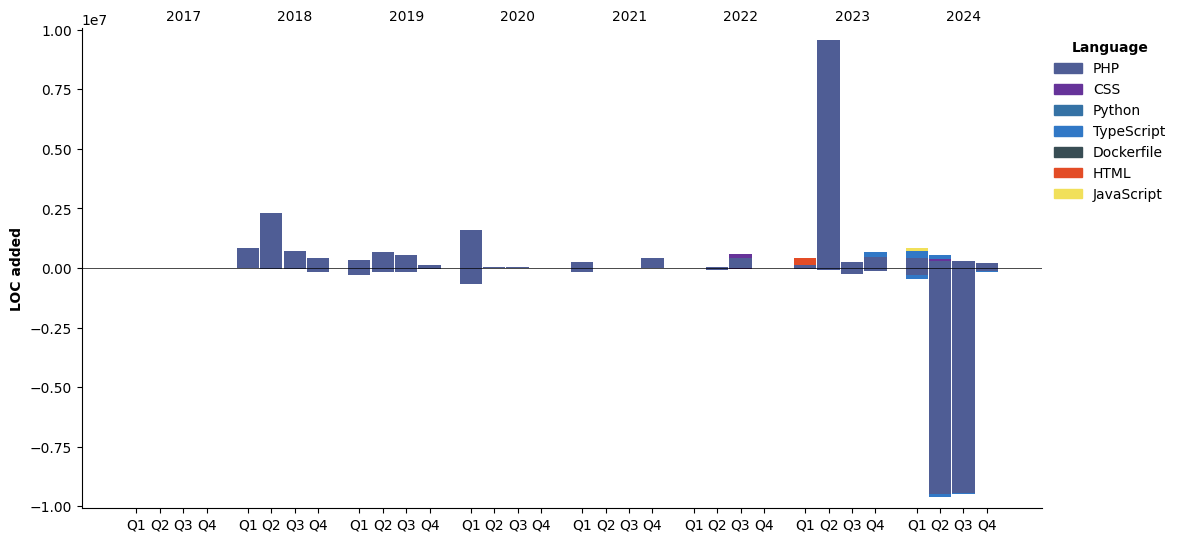 1e7
2017 2018 2019 2020 2021 2022 2023 2024
1.00
0.75
0.50
0.25
0.00
−0.25
−0.50
−0.75
−1.00
LOC added
Q1 Q2 Q3 Q4 Q1 Q2 Q3 Q4 Q1 Q2 Q3 Q4 Q1 Q2 Q3 Q4 Q1 Q2 Q3 Q4 Q1 Q2 Q3 Q4 Q1 Q2 Q3 Q4 Q1 Q2 Q3 Q4
Language
PHP
CSS
Python
TypeScript
Dockerfile
HTML
JavaScript